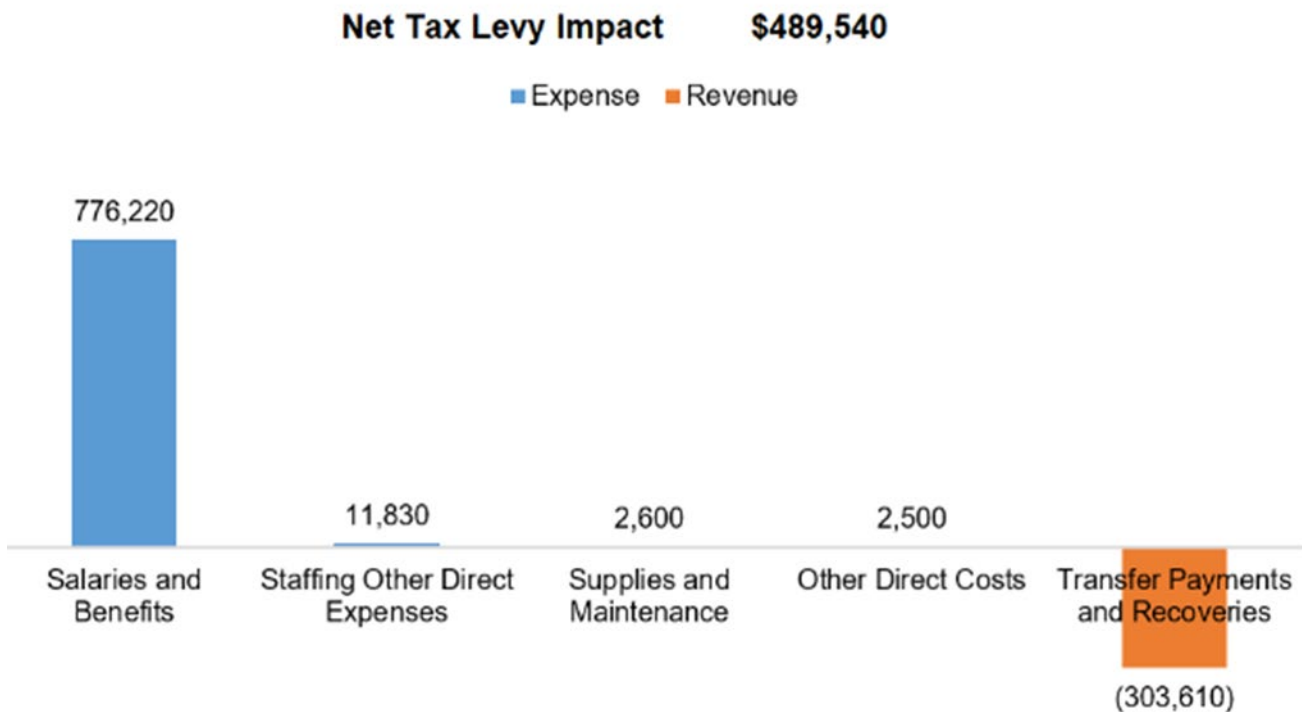 Net Tax Levy Impact $489,540
Expense Revenue
776,220
11,830
2,600
2,500
Salaries and
Benefits
Staffing Other Direct
Expenses
Supplies and
Maintenance
Other Direct Costs
Transfer Payments
and Recoveries
(303,610)